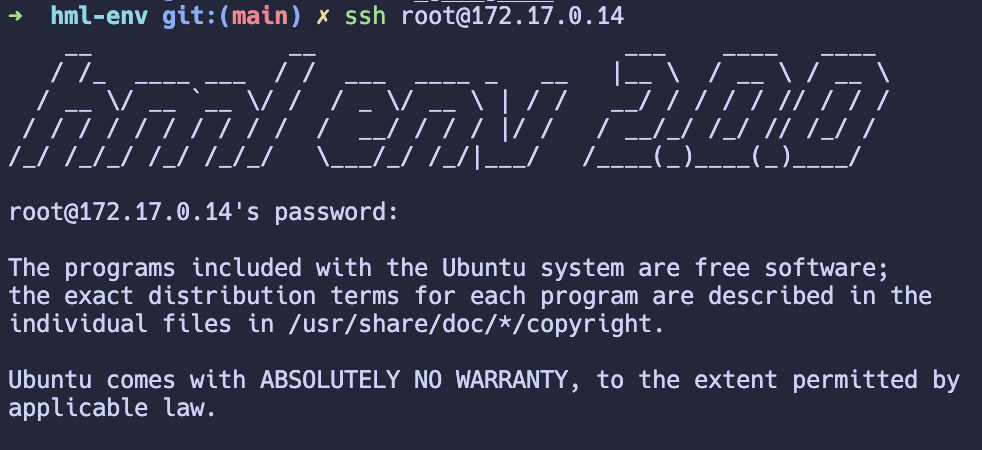 ➜  hml-env git:(main) ✗ ssh root@172.17.0.14
hml env 2.0.0
root@172.17.0.14's password:
The programs included with the Ubuntu system are free software;
the exact distribution terms for each program are described in the
individual files in /usr/share/doc/*/copyright.
Ubuntu comes with ABSOLUTELY NO WARRANTY, to the extent permitted by
applicable law.